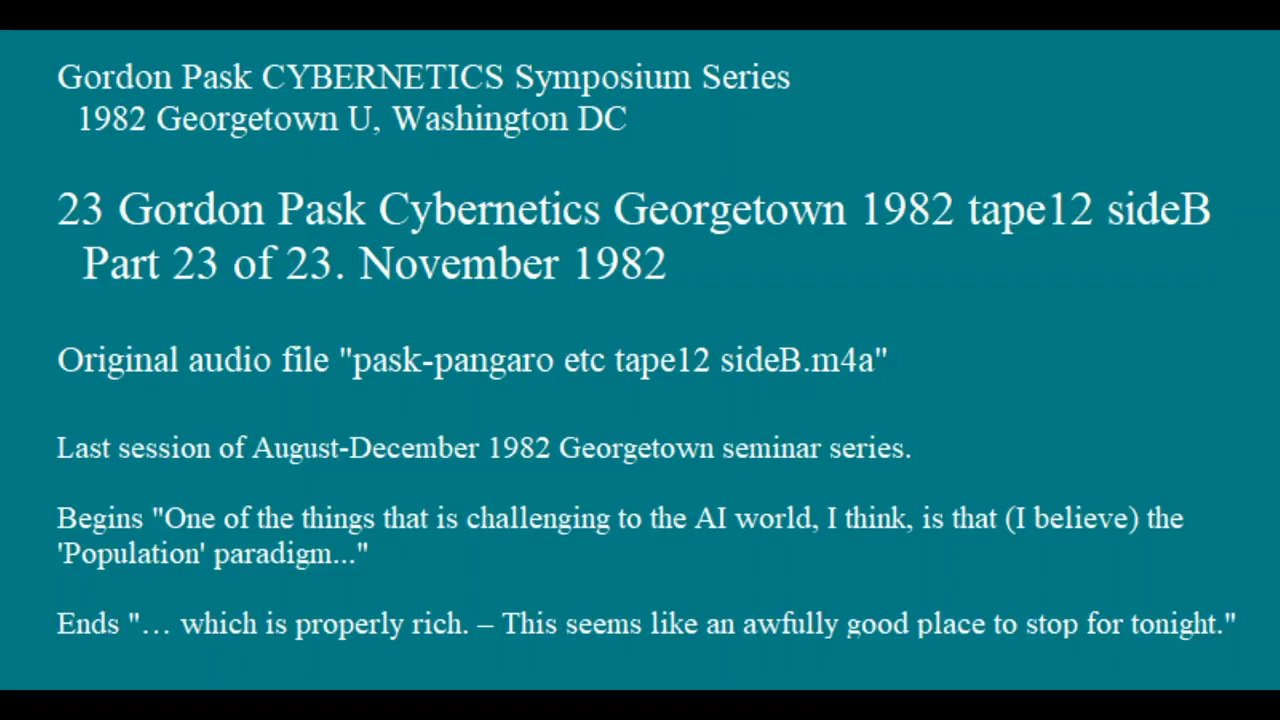 Gordon Pask CYBERNETICS Symposium Series
1982 Georgetown U, Washington DC
23 Gordon Pask Cybernetics Georgetown 1982 tape12 sideB
Part 23 of 23. November 1982
Original audio file "pask-pangaro etc tape12 sideB.m4a"
Last session of August-December 1982 Georgetown seminar series.
Begins "One of the things that is challenging to the AI world, I think, is that (I believe) the
'Population' paradigm..."
Ends "… which is properly rich. – This seems like an awfully good place to stop for tonight."